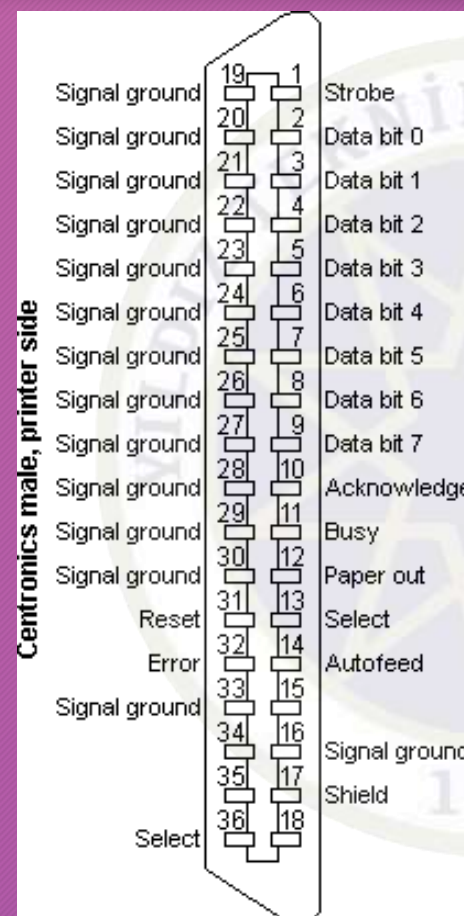 Centronics male, printer side
Signal ground 19 1 Strobe
Signal ground 20 2 Data bit 0
Signal ground 21 3 Data bit 1
Signal ground 22 4 Data bit 2
Signal ground 23 5 Data bit 3
Signal ground 24 6 Data bit 4
Signal ground 25 7 Data bit 5
Signal ground 26 8 Data bit 6
Signal ground 27 9 Data bit 7
Signal ground 28 10 Acknowledge
Signal ground 29 11 Busy
Signal ground 30 12 Paper out
Reset 31 13 Select
Error 32 14 Autofeed
Signal ground 33 15
34 16 Signal ground
35 17 Shield
Select 36 18